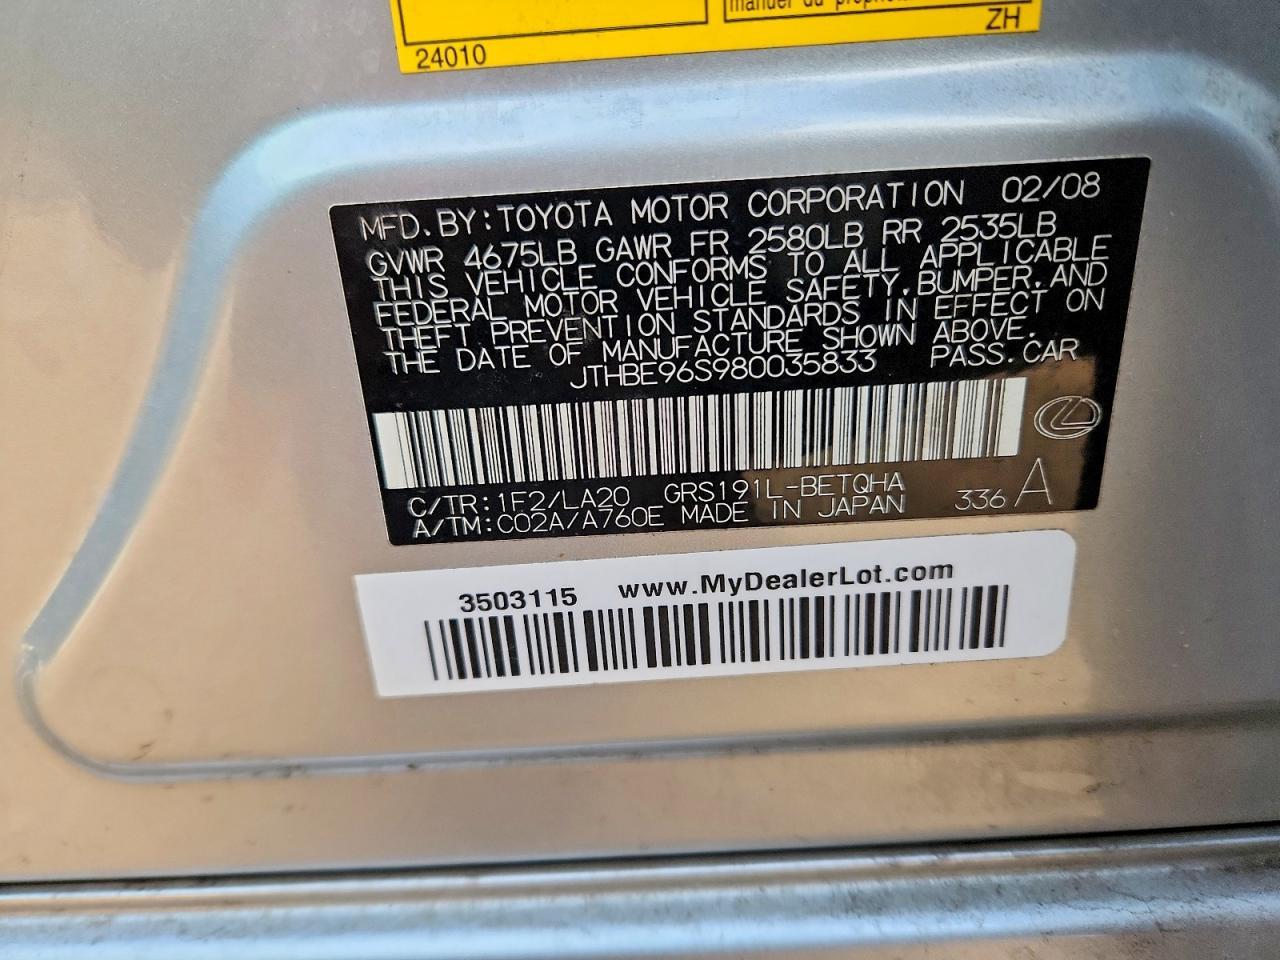 manuel du propriétaire
24010
ZH
MFD. BY: TOYOTA MOTOR CORPORATION 02/08
GVWR 4675LB GAWR FR 2580LB RR 2535LB
THIS VEHICLE CONFORMS TO ALL APPLICABLE
FEDERAL MOTOR VEHICLE SAFETY, BUMPER, AND
THEFT PREVENTION STANDARDS IN EFFECT ON
THE DATE OF MANUFACTURE SHOWN ABOVE.
JTHBE96S980035833 PASS. CAR
C/TR: 1F2/LA20 GRS191L-BETQHA
A/TM: C02A/A760E MADE IN JAPAN 336 A
3503115 www.MyDealerLot.com